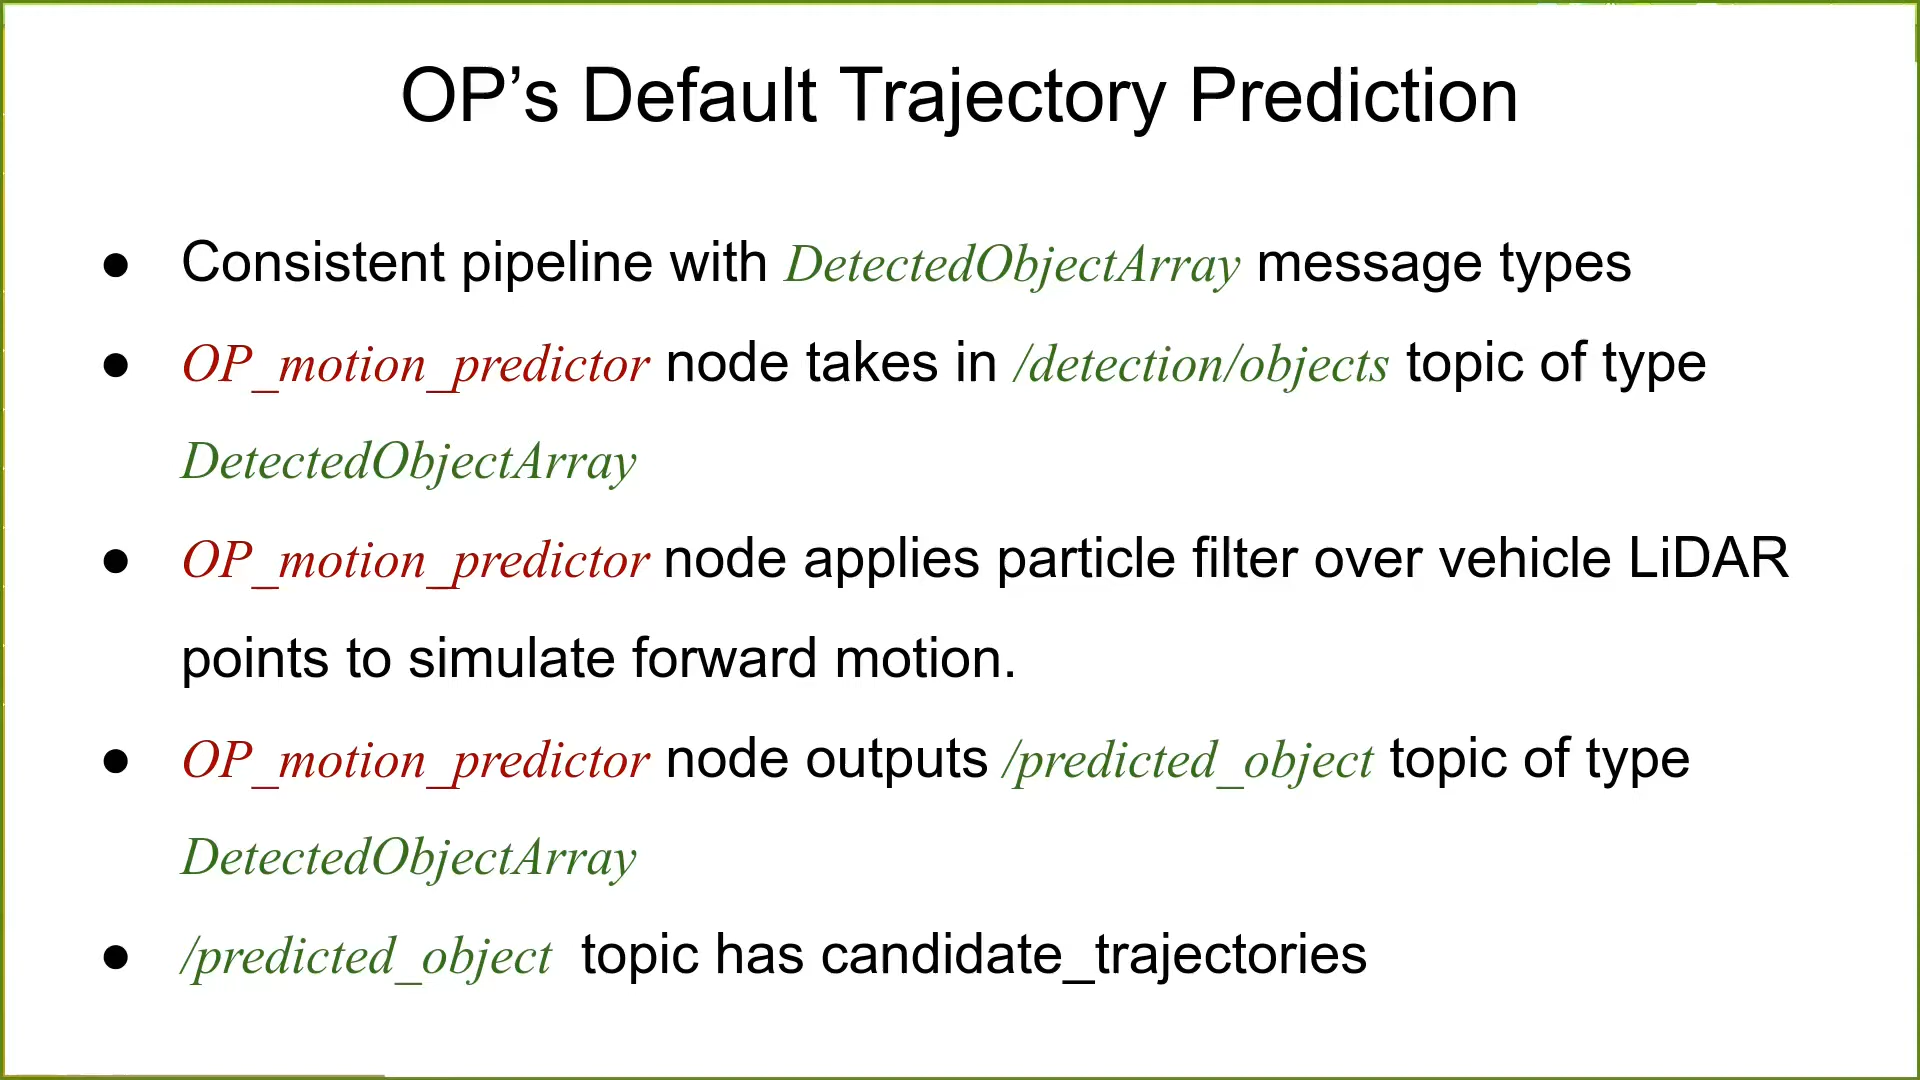 OP’s Default Trajectory Prediction
● Consistent pipeline with DetectedObjectArray message types
● OP_motion_predictor node takes in /detection/objects topic of type
DetectedObjectArray
● OP_motion_predictor node applies particle filter over vehicle LiDAR
points to simulate forward motion.
● OP_motion_predictor node outputs /predicted_object topic of type
DetectedObjectArray
● /predicted_object topic has candidate_trajectories